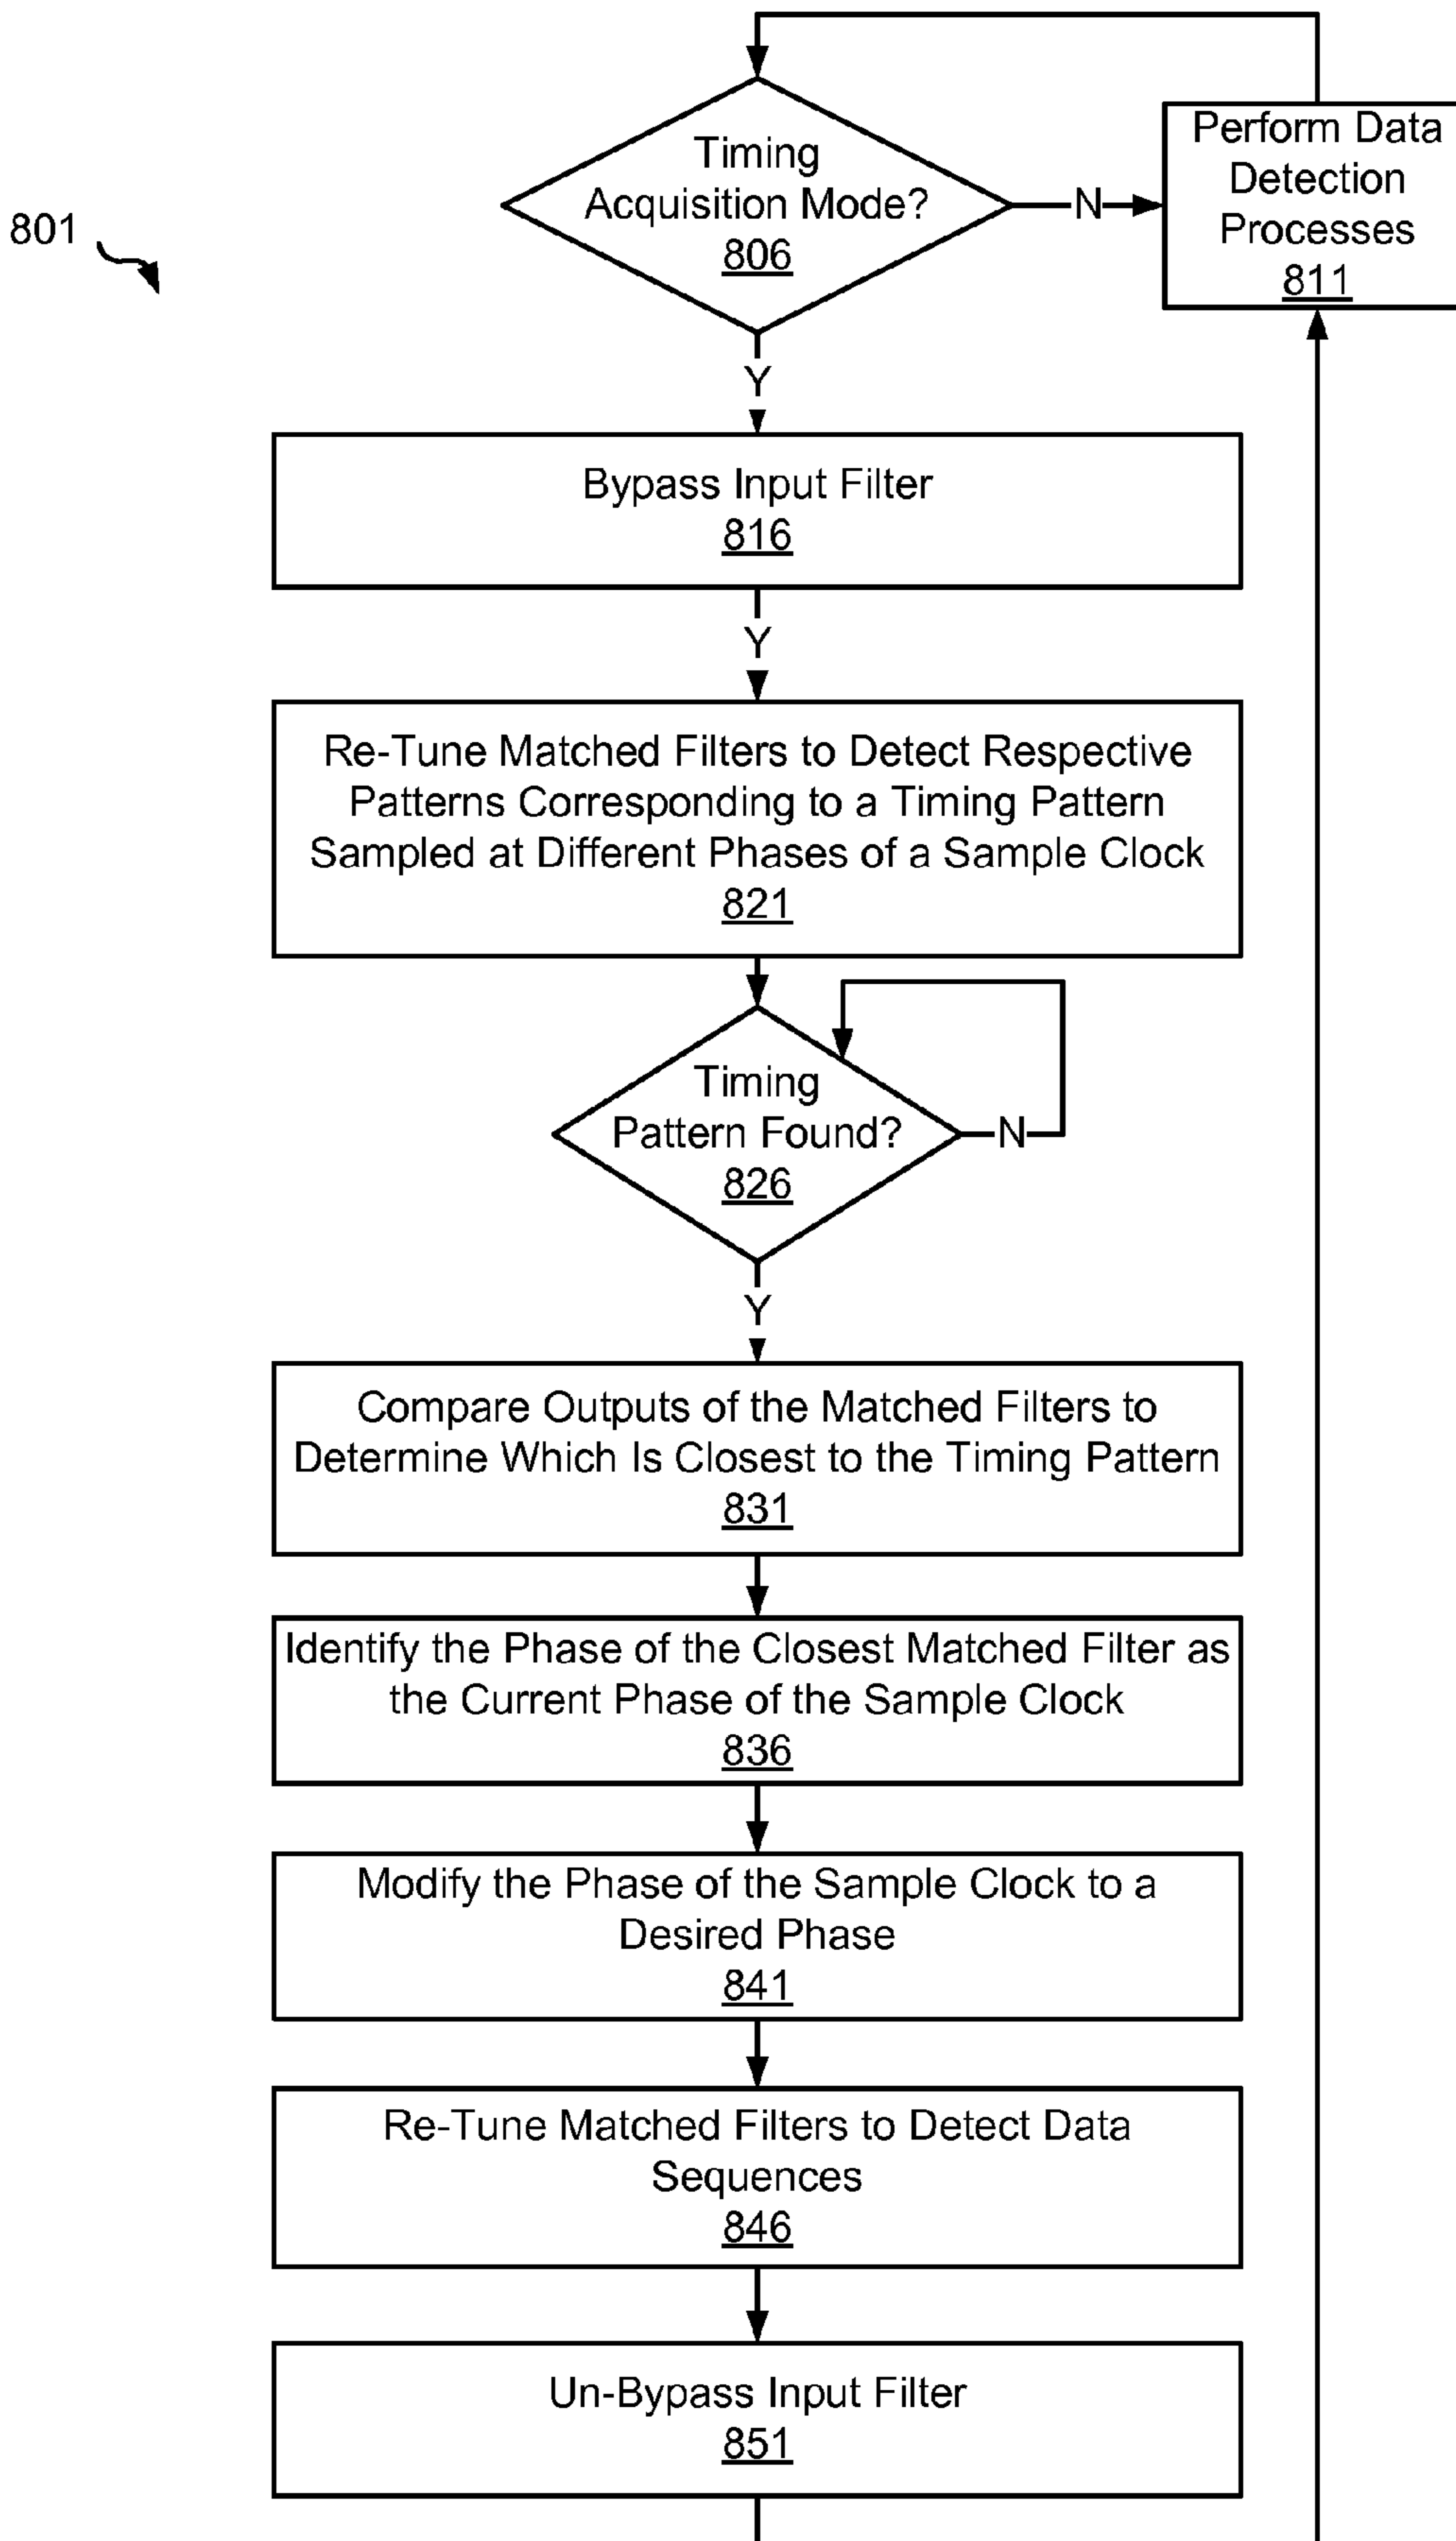 801
Timing
Acquisition Mode?
806
N
Perform Data
Detection
Processes
811
Y
Bypass Input Filter
816
Y
Re-Tune Matched Filters to Detect Respective
Patterns Corresponding to a Timing Pattern
Sampled at Different Phases of a Sample Clock
821
Timing
Pattern Found?
826
N
Y
Compare Outputs of the Matched Filters to
Determine Which Is Closest to the Timing Pattern
831
Identify the Phase of the Closest Matched Filter as
the Current Phase of the Sample Clock
836
Modify the Phase of the Sample Clock to a
Desired Phase
841
Re-Tune Matched Filters to Detect Data
Sequences
846
Un-Bypass Input Filter
851